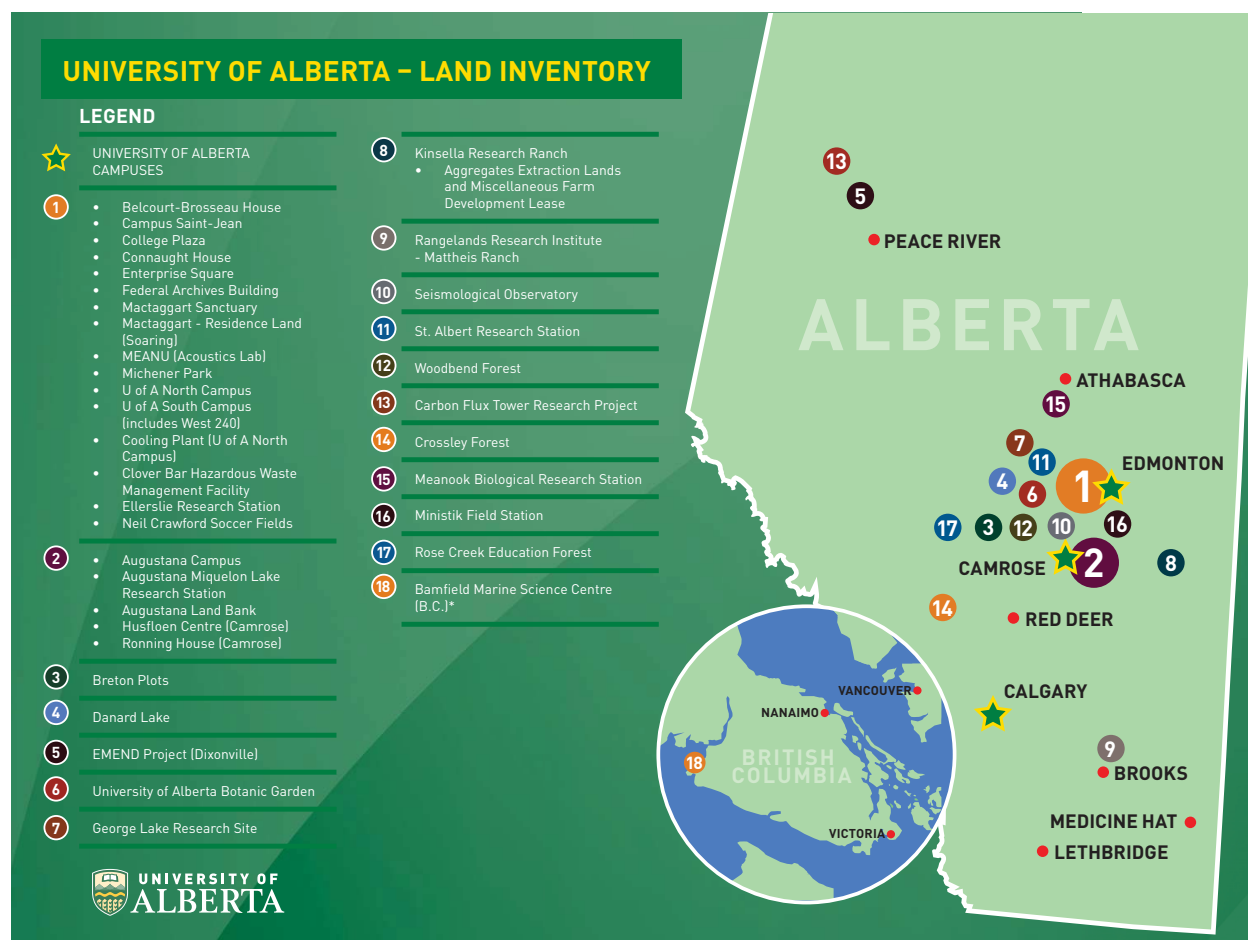 UNIVERSITY OF ALBERTA – LAND INVENTORY
LEGEND
UNIVERSITY OF ALBERTA
CAMPUSES
1
• Belcourt-Brosseau House
• Campus Saint-Jean
• College Plaza
• Connaught House
• Enterprise Square
• Federal Archives Building
• Mactaggart Sanctuary
• Mactaggart - Residence Land
(Soaring)
• MEANU (Acoustics Lab)
• Michener Park
• U of A North Campus
• U of A South Campus
(includes West 240)
• Cooling Plant (U of A North
Campus)
• Clover Bar Hazardous Waste
Management Facility
• Ellerslie Research Station
• Neil Crawford Soccer Fields
2
• Augustana Campus
• Augustana Miquelon Lake
Research Station
• Augustana Land Bank
• Husfloen Centre (Camrose)
• Ronning House (Camrose)
3 Breton Plots
4 Danard Lake
5 EMEND Project (Dixonville)
6 University of Alberta Botanic Garden
7 George Lake Research Site
8 Kinsella Research Ranch
• Aggregates Extraction Lands
and Miscellaneous Farm
Development Lease
9 Rangelands Research Institute
- Mattheis Ranch
10 Seismological Observatory
11 St. Albert Research Station
12 Woodbend Forest
13 Carbon Flux Tower Research Project
14 Crossley Forest
15 Meanook Biological Research Station
16 Ministik Field Station
17 Rose Creek Education Forest
18 Bamfield Marine Science Centre
(B.C.)*
UNIVERSITY OF
ALBERTA
13
5
PEACE RIVER
ALBERTA
ATHABASCA
15
7
11
EDMONTON
4
6
1
17
3
12
10
16
CAMROSE
2
8
14
RED DEER
CALGARY
9
BROOKS
MEDICINE HAT
LETHBRIDGE
VANCOUVER
NANAIMO
BRITISH
COLUMBIA
18
VICTORIA